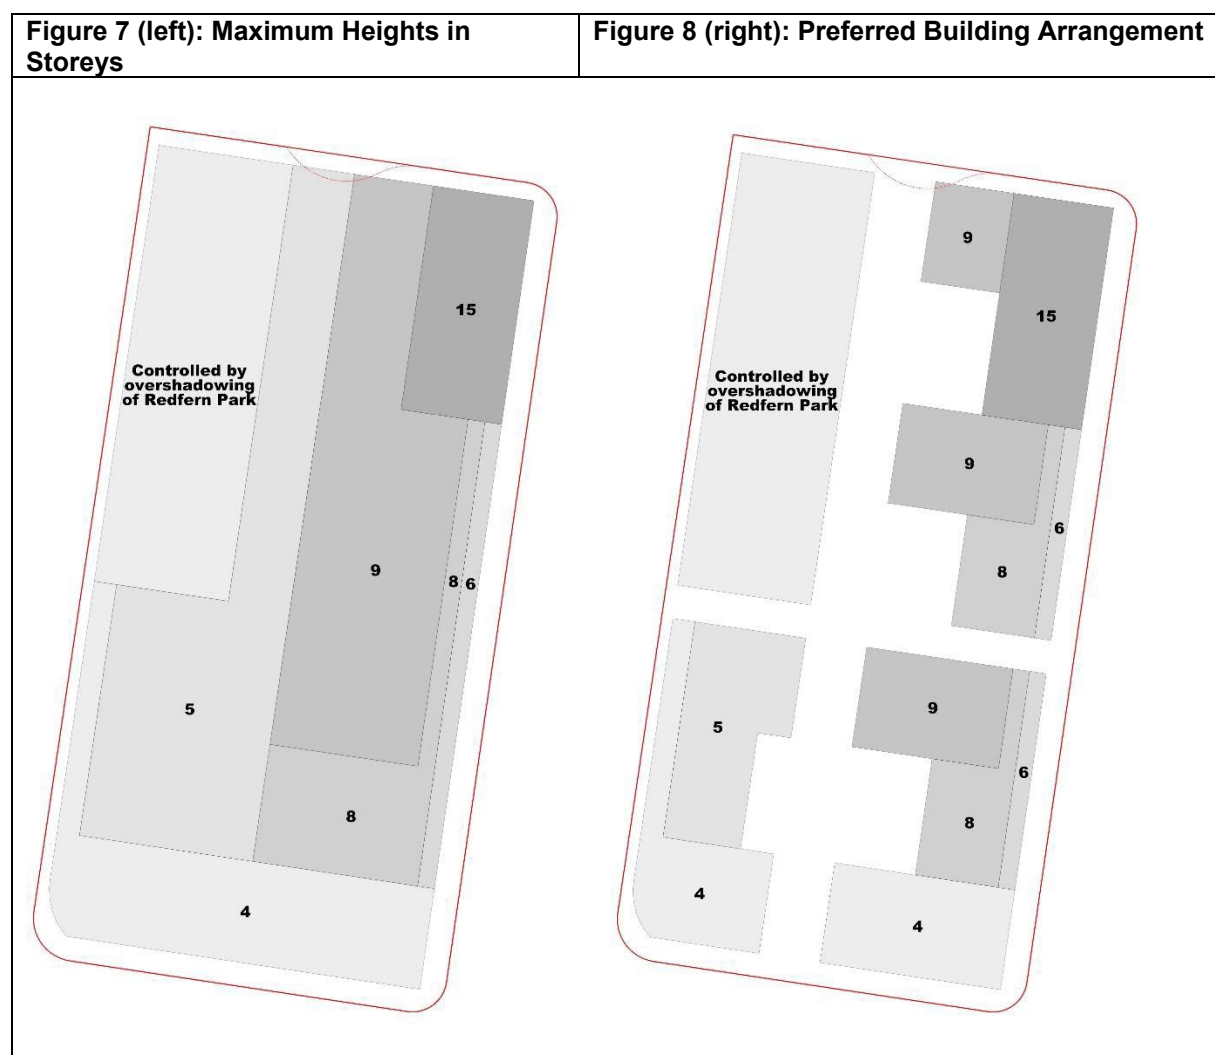 Figure 7 (left): Maximum Heights in
Storeys
Figure 8 (right): Preferred Building Arrangement
15
Controlled by
overshadowing
of Redfern Park
9
8 6
5
8
4
9
15
Controlled by
overshadowing
of Redfern Park
9
6
8
9
5
6
8
4
4